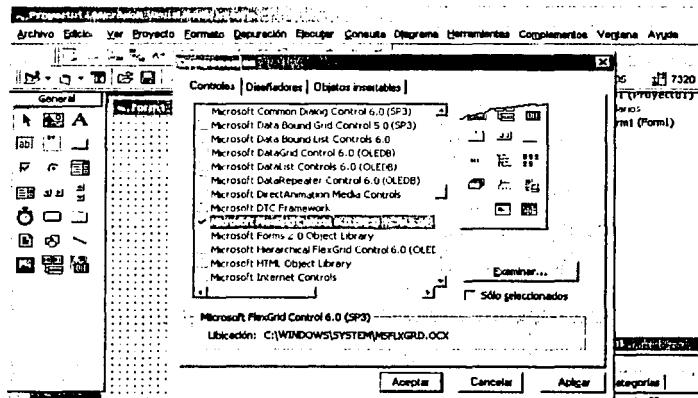 Archivo Edición Ver Proyecto Formato Depuración Ejecutar Consulta Diagrama Herramientas Complementos Ventana Ayuda
7320
General
Controles Diseñadores Objetos insertables
Microsoft Common Dialog Control 6.0 (SP3)
Microsoft Data Bound Grid Control 5.0 (SP3)
Microsoft Data Bound List Controls 6.0
Microsoft DataGrid Control 6.0 (OLEDB)
Microsoft DataList Controls 6.0 (OLEDB)
Microsoft DataRepeater Control 6.0 (OLEDB)
Microsoft DirectAnimation Media Controls
Microsoft DTC Framework
Microsoft Forms 2.0 Object Library
Microsoft Hierarchical FlexGrid Control 6.0 (OLED
Microsoft HTML Object Library
Microsoft Internet Controls
(Form1)
Examinar...
Sólo seleccionados
Microsoft FlexGrid Control 6.0 (SP3)
Ubicación: C:\WINDOWS\SYSTEM\MSFLXGRD.OCX
Aceptar Cancelar Aplicar
ategorías